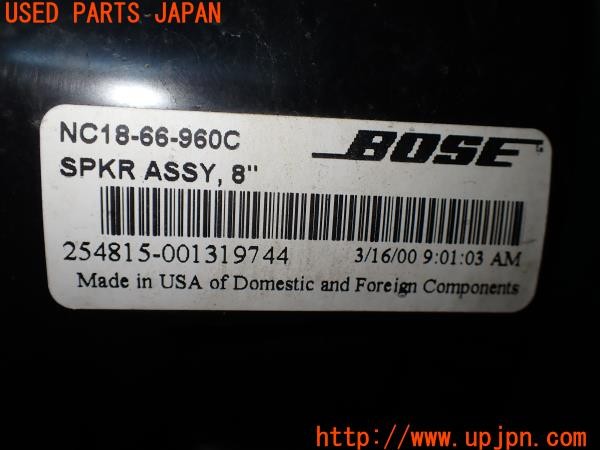 USED PARTS JAPAN
NC18-66-960C
BOSE
SPKR ASSY, 8"
254815-001319744
3/16/00 9:01:03 AM
Made in USA of Domestic and Foreign Components
UPJ
http://www.upjpn.com/